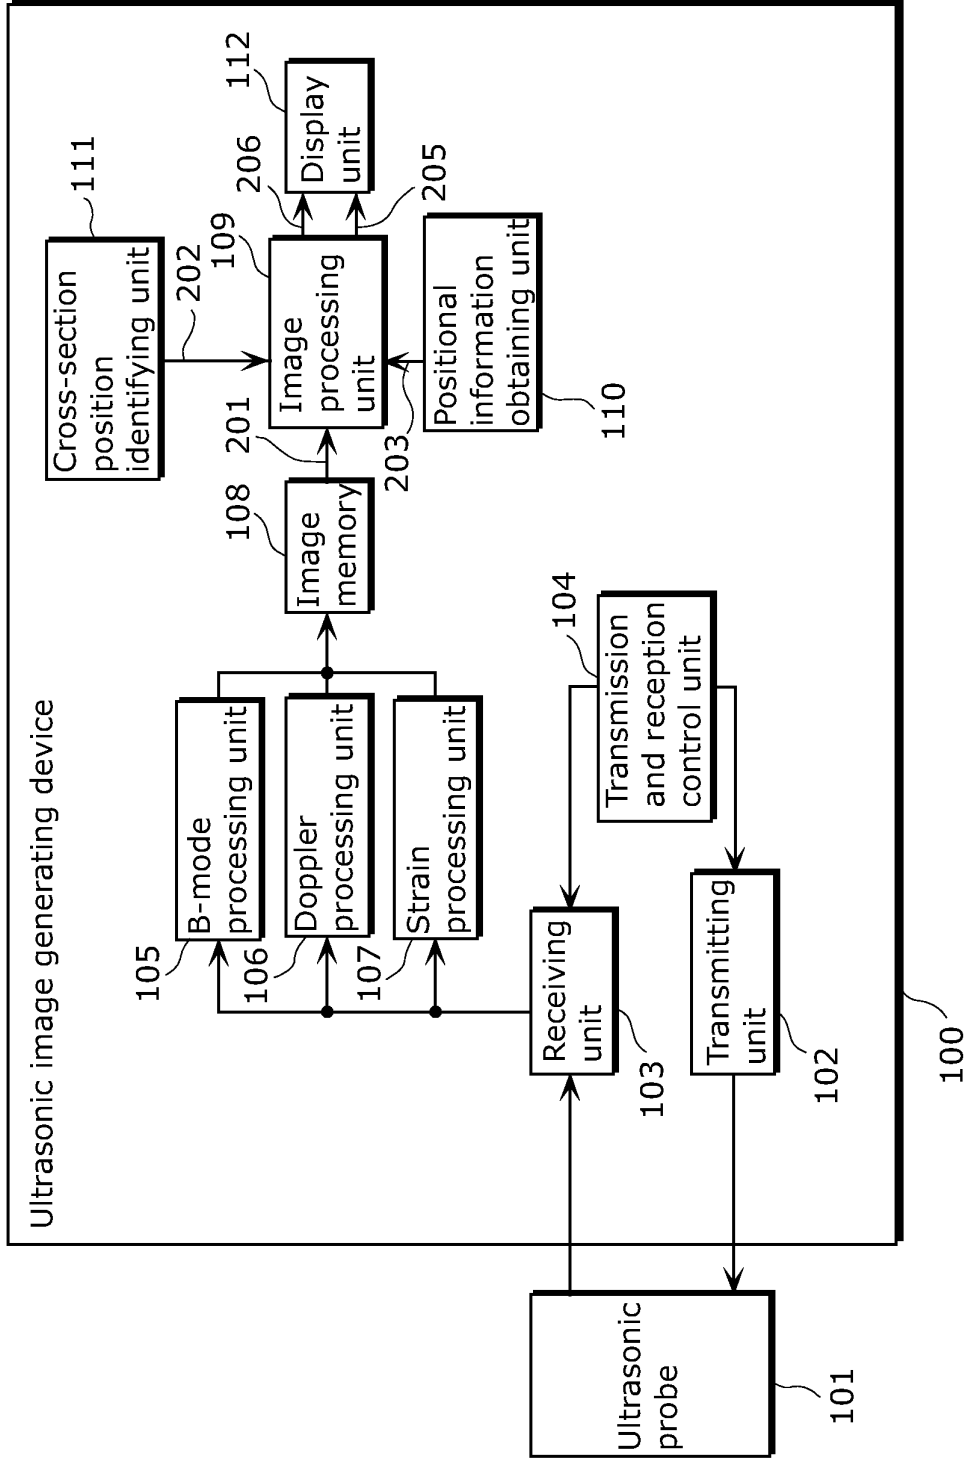 Ultrasonic image generating device
105
B-mode
processing unit
106
Doppler
processing unit
107
Strain
processing unit
108
Image
memory
201
111
Cross-section
position
identifying unit
202
109
Image
processing
unit
203
206
205
112
Display
unit
Positional
information
obtaining unit
110
104
Transmission
and reception
control unit
Receiving
unit
103
Transmitting
unit
102
100
Ultrasonic
probe
101